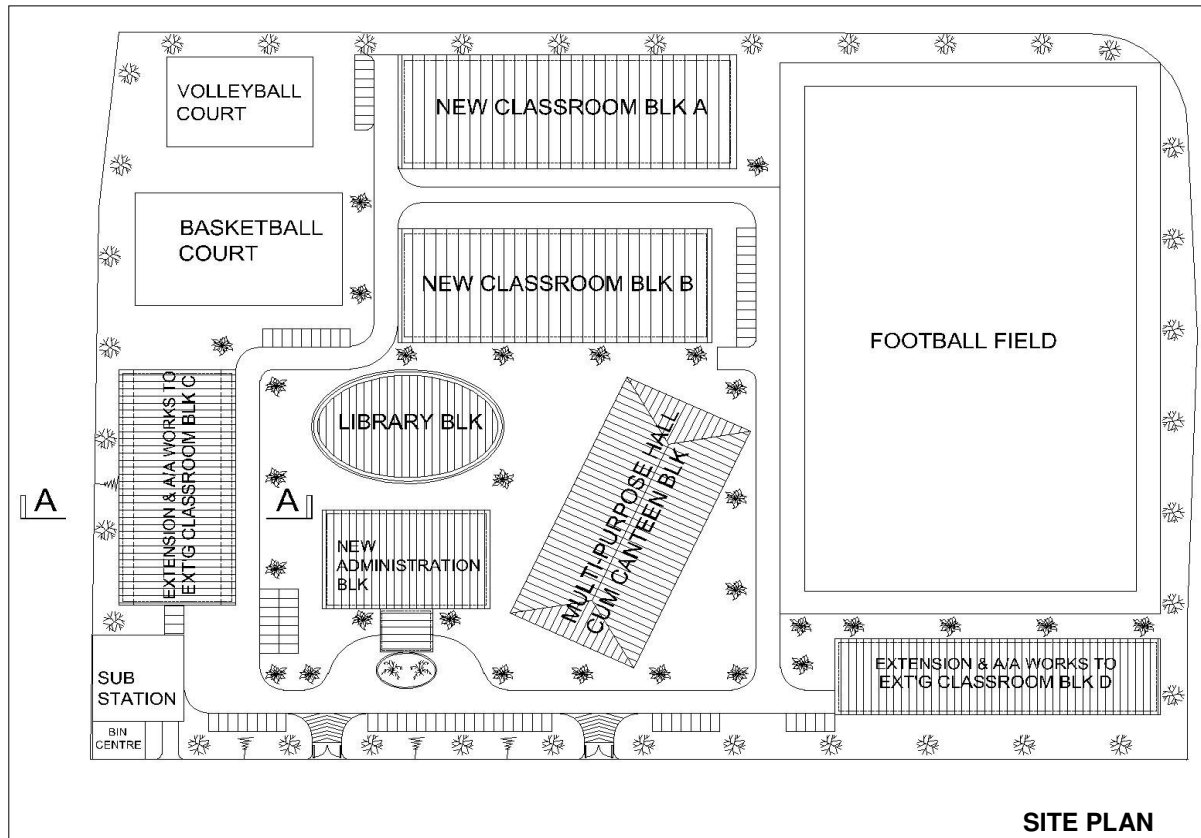 VOLLEYBALL
COURT
NEW CLASSROOM BLK A
BASKETBALL
COURT
NEW CLASSROOM BLK B
FOOTBALL FIELD
LIBRARY BLK
EXTENSION & A/A WORKS TO
EXT'G CLASSROOM BLK C
MULTI-PURPOSE HALL
CUM CANTEEN BLK
A
A
NEW
ADMINISTRATION
BLK
SUB
STATION
EXTENSION & A/A WORKS TO
EXT'G CLASSROOM BLK D
BIN
CENTRE
SITE PLAN